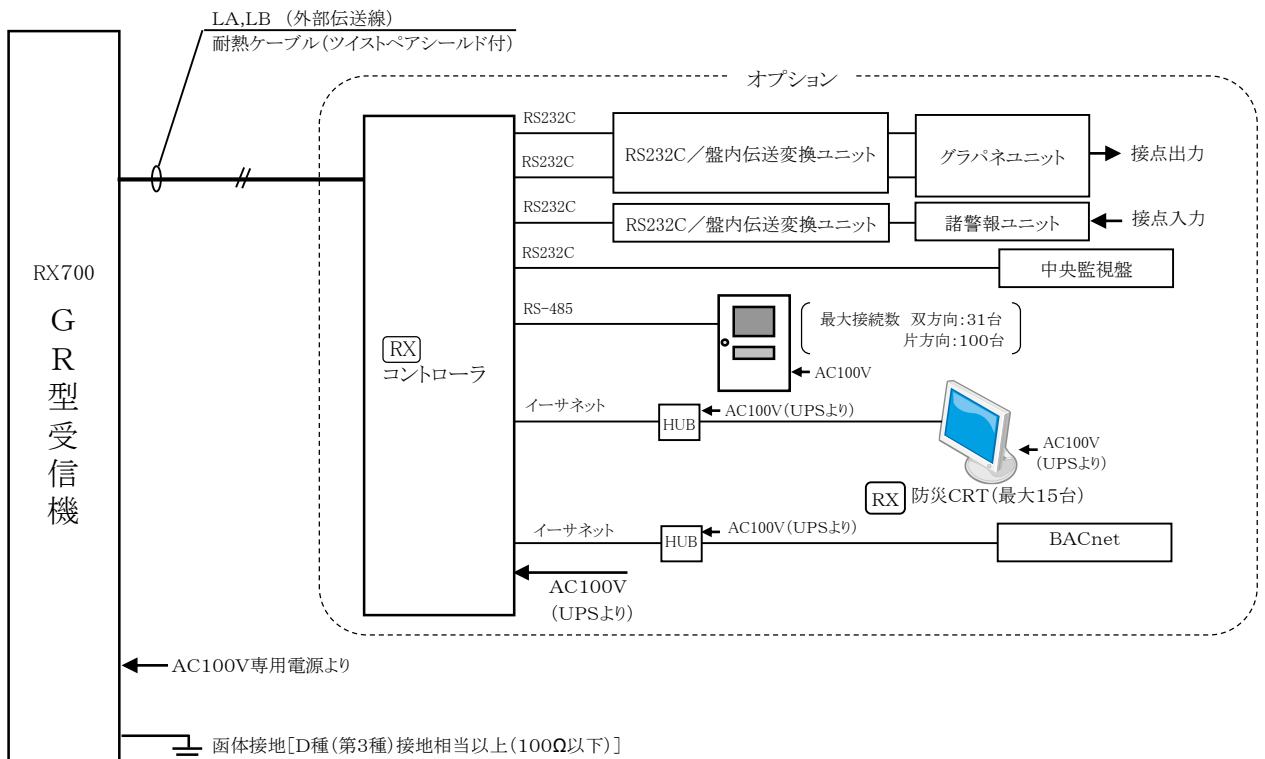 LA,LB （外部伝送線）
耐熱ケーブル（ツイストペアシールド付）
オプション
RX700
GR型受信機
RX
コントローラ
RS232C
RS232C
RS232C／盤内伝送変換ユニット
グラパネユニット
接点出力
RS232C
RS232C／盤内伝送変換ユニット
諸警報ユニット
接点入力
RS232C
中央監視盤
RS-485
最大接続数 双方向：31台
片方向：100台
AC100V
イーサネット
HUB
AC100V（UPSより）
AC100V
（UPSより）
RX 防災CRT（最大15台）
イーサネット
HUB
AC100V（UPSより）
BACnet
AC100V
（UPSより）
AC100V専用電源より
函体接地［D種（第3種）接地相当以上（100Ω以下）］